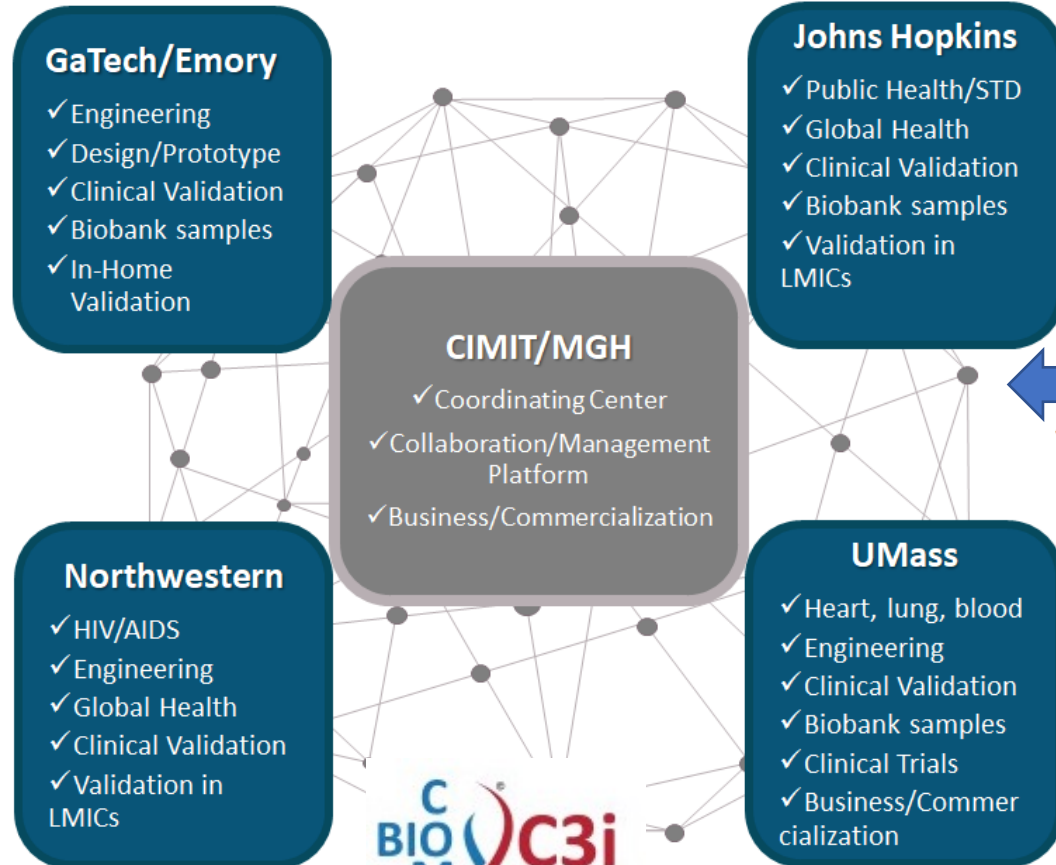 GaTech/Emory
✓Engineering
✓Design/Prototype
✓Clinical Validation
✓Biobank samples
✓In-Home
Validation
Johns Hopkins
✓Public Health/STD
✓Global Health
✓Clinical Validation
✓Biobank samples
✓Validation in
LMICs
CIMIT/MGH
✓Coordinating Center
✓Collaboration/Management
Platform
✓Business/Commercialization
Northwestern
✓HIV/AIDS
✓Engineering
✓Global Health
✓Clinical Validation
✓Validation in
LMICs
UMass
✓Heart, lung, blood
✓Engineering
✓Clinical Validation
✓Biobank samples
✓Clinical Trials
✓Business/Commer
cialization
C
BIO
M
®
C3i